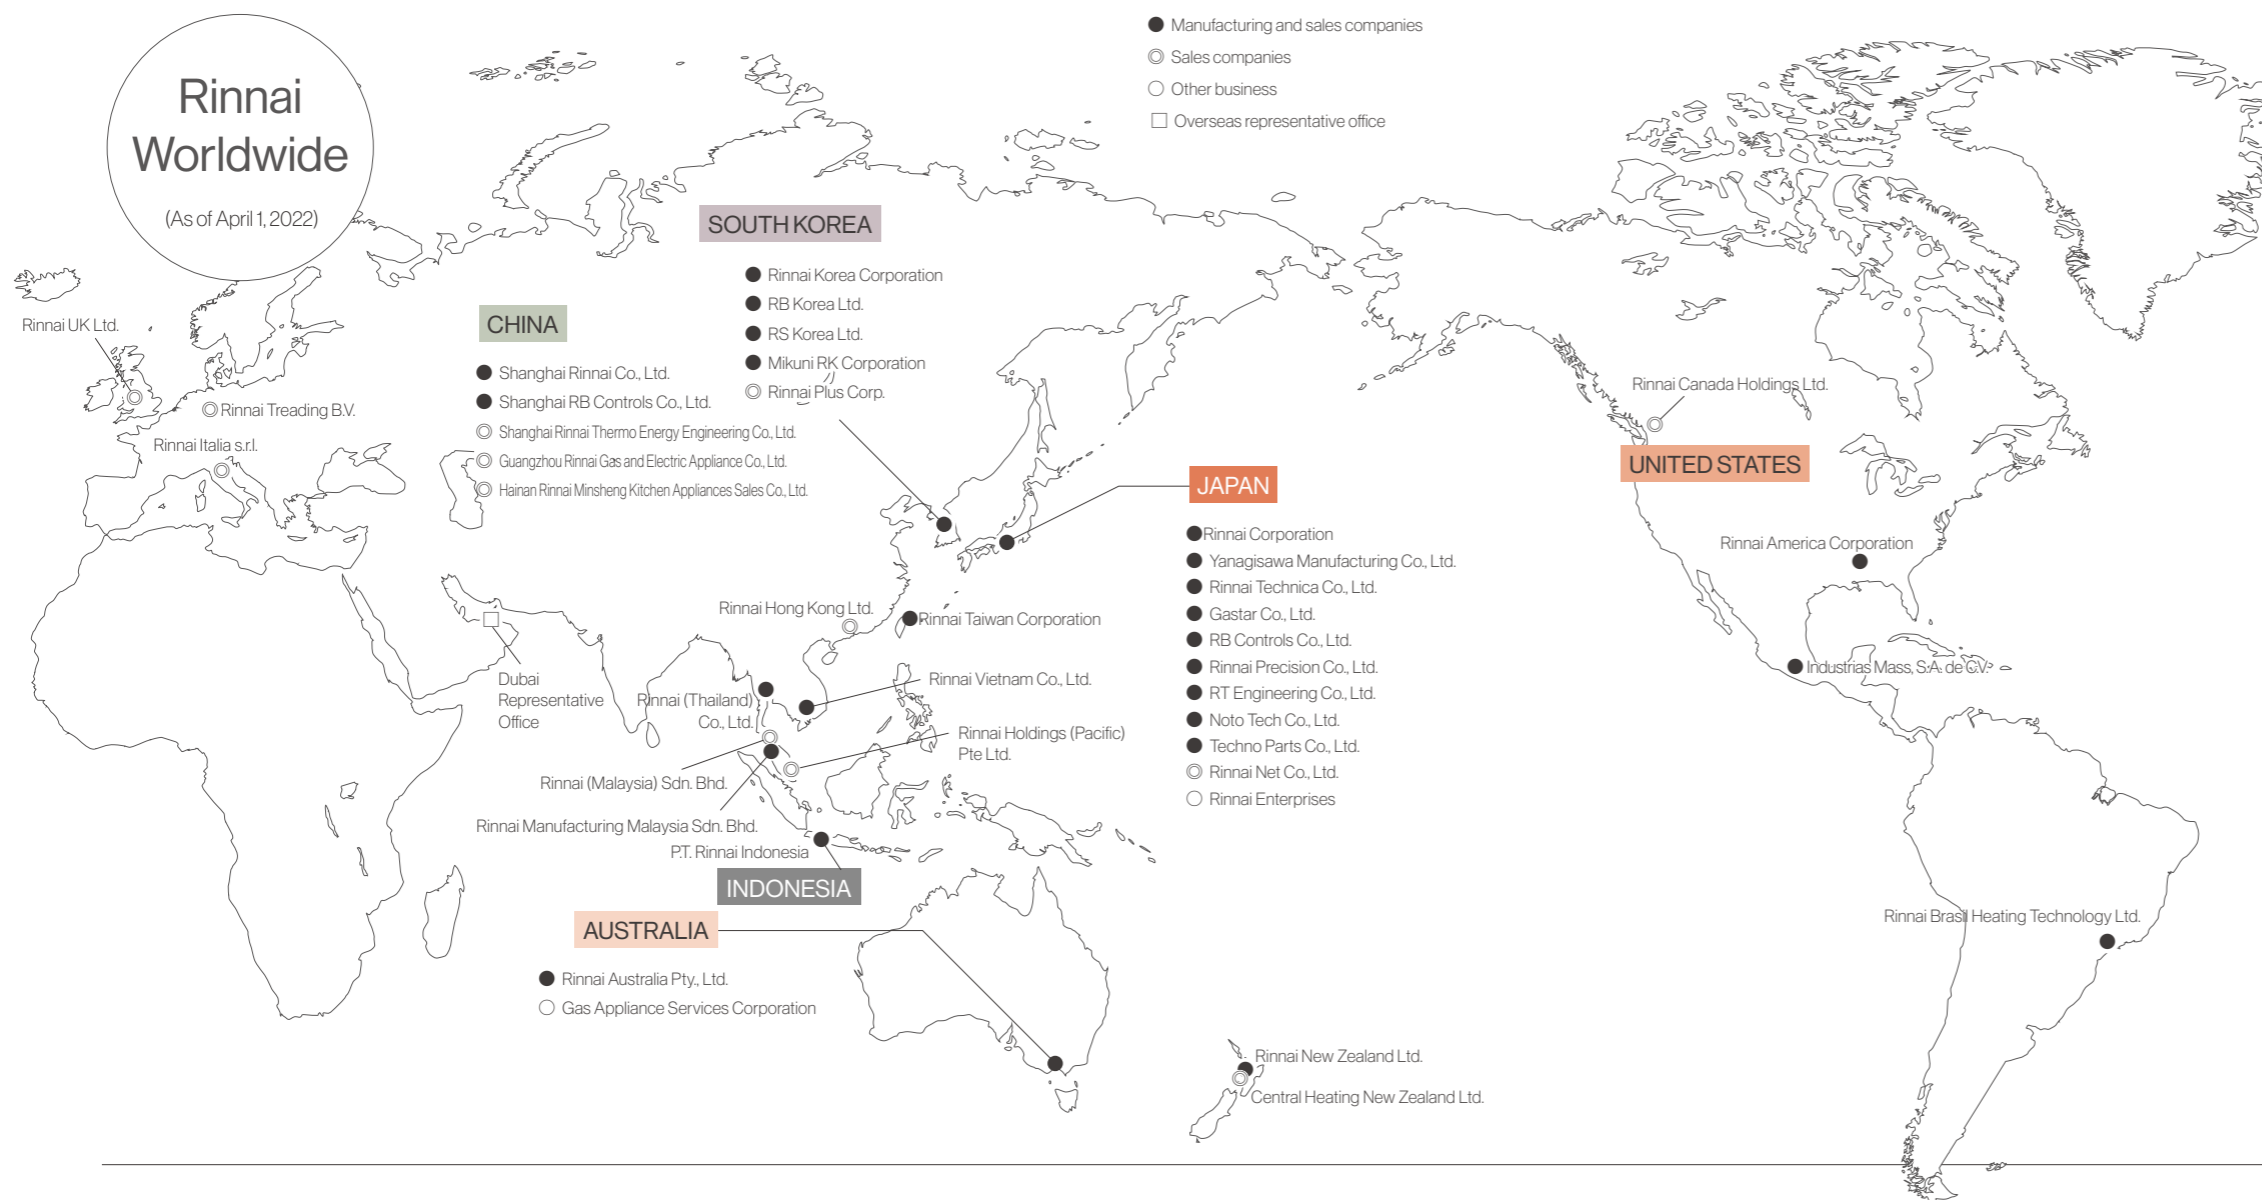 Rinnai
Worldwide
(As of April 1, 2022)
Manufacturing and sales companies
Sales companies
Other business
Overseas representative office
SOUTH KOREA
Rinnai Korea Corporation
RB Korea Ltd.
RS Korea Ltd.
Mikuni RK Corporation
Rinnai Plus Corp.
CHINA
Shanghai Rinnai Co., Ltd.
Shanghai RB Controls Co., Ltd.
Shanghai Rinnai Thermo Energy Engineering Co., Ltd.
Guangzhou Rinnai Gas and Electric Appliance Co., Ltd.
Hainan Rinnai Minsheng Kitchen Appliances Sales Co., Ltd.
Rinnai UK Ltd.
Rinnai Treading B.V.
Rinnai Italia s.r.l.
Rinnai Canada Holdings Ltd.
UNITED STATES
Rinnai America Corporation
Industrias Mass, S.A. de C.V.
JAPAN
Rinnai Corporation
Yanagisawa Manufacturing Co., Ltd.
Rinnai Technica Co., Ltd.
Gastar Co., Ltd.
RB Controls Co., Ltd.
Rinnai Precision Co., Ltd.
RT Engineering Co., Ltd.
Noto Tech Co., Ltd.
Techno Parts Co., Ltd.
Rinnai Net Co., Ltd.
Rinnai Enterprises
Rinnai Hong Kong Ltd.
Rinnai Taiwan Corporation
Dubai
Representative
Office
Rinnai (Thailand)
Co., Ltd.
Rinnai Vietnam Co., Ltd.
Rinnai Holdings (Pacific)
Pte Ltd.
Rinnai (Malaysia) Sdn. Bhd.
Rinnai Manufacturing Malaysia Sdn. Bhd.
P.T. Rinnai Indonesia
INDONESIA
AUSTRALIA
Rinnai Australia Pty., Ltd.
Gas Appliance Services Corporation
Rinnai Brasil Heating Technology Ltd.
Rinnai New Zealand Ltd.
Central Heating New Zealand Ltd.